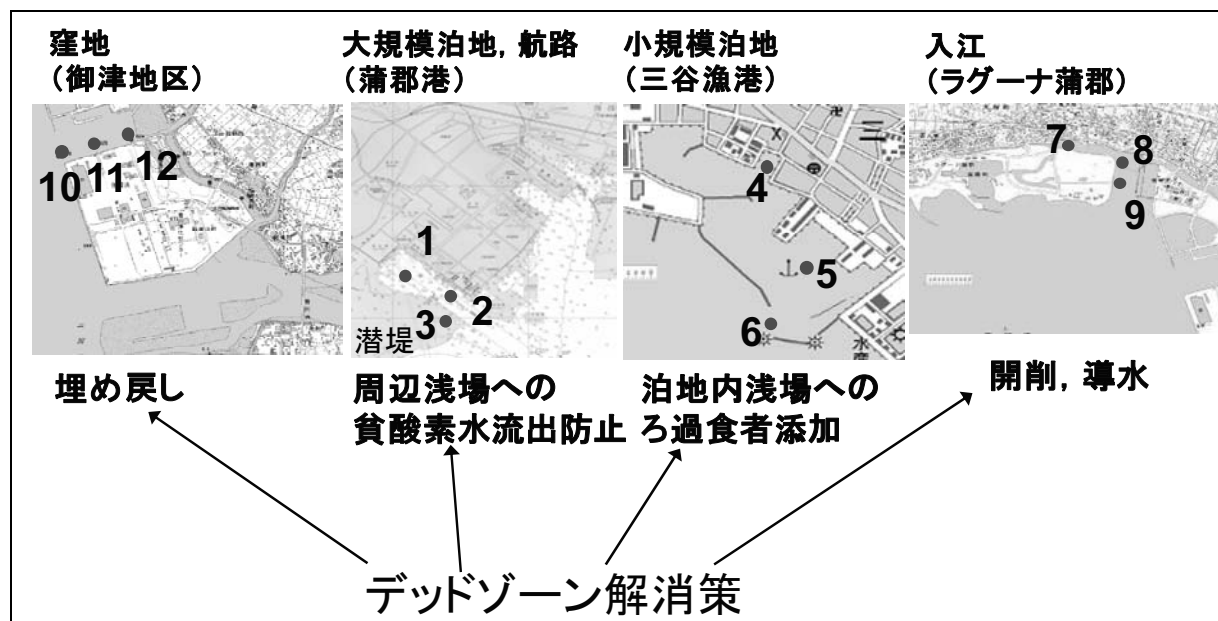 窪地
（御津地区）
大規模泊地, 航路
（蒲郡港）
小規模泊地
（三谷漁港）
入江
（ラグーナ蒲郡）
10
11
12
1
2
3
潜堤
4
5
6
三
水
産
7
8
9
埋め戻し
周辺浅場への
貧酸素水流出防止
泊地内浅場への
ろ過食者添加
開削, 導水
デッドゾーン解消策